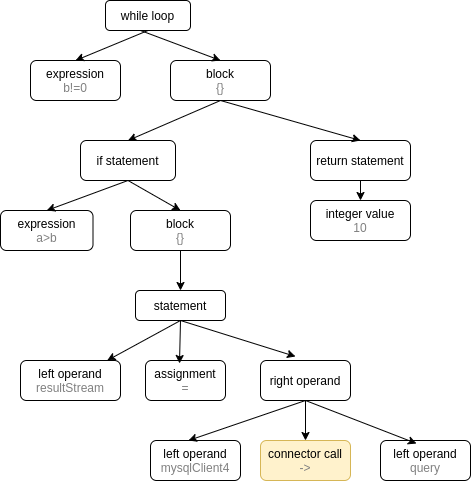 while loop
expression
b!=0
block
{}
if statement
return statement
expression
a>b
block
{}
integer value
10
statement
left operand
resultStream
assignment
=
right operand
left operand
mysqlClient4
connector call
->
left operand
query